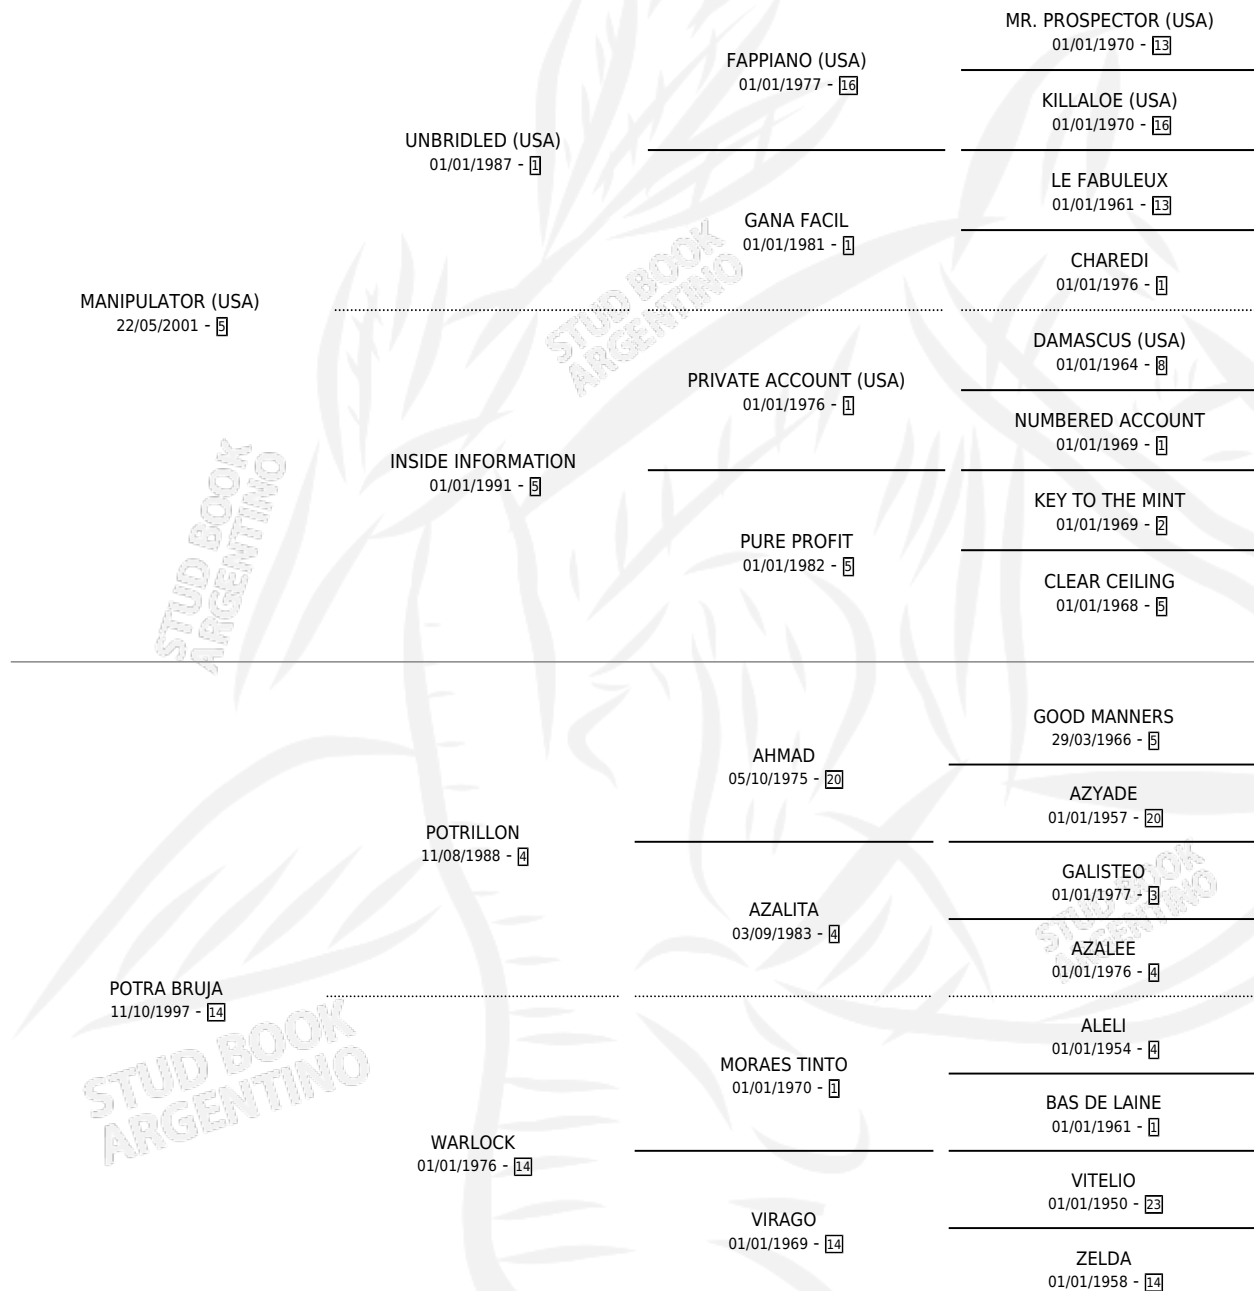 MR. PROSPECTOR (USA)
01/01/1970 - 13
FAPPIANO (USA)
01/01/1977 - 16
KILLALOE (USA)
01/01/1970 - 16
UNBRIDLED (USA)
01/01/1987 - 1
LE FABULEUX
01/01/1961 - 13
GANA FACIL
01/01/1981 - 1
CHAREDI
01/01/1976 - 1
MANIPULATOR (USA)
22/05/2001 - 5
DAMASCUS (USA)
01/01/1964 - 8
PRIVATE ACCOUNT (USA)
01/01/1976 - 1
NUMBERED ACCOUNT
01/01/1969 - 1
INSIDE INFORMATION
01/01/1991 - 5
KEY TO THE MINT
01/01/1969 - 2
PURE PROFIT
01/01/1982 - 5
CLEAR CEILING
01/01/1968 - 5
GOOD MANNERS
29/03/1966 - 5
AHMAD
05/10/1975 - 20
AZYADE
01/01/1957 - 20
POTRILLON
11/08/1988 - 4
GALISTEO
01/01/1977 - 3
AZALITA
03/09/1983 - 4
AZALEE
01/01/1976 - 4
POTRA BRUJA
11/10/1997 - 14
ALELI
01/01/1954 - 4
MORAES TINTO
01/01/1970 - 1
BAS DE LAINE
01/01/1961 - 1
WARLOCK
01/01/1976 - 14
VITELIO
01/01/1950 - 23
VIRAGO
01/01/1969 - 14
ZELDA
01/01/1958 - 14
STUD BOOK
ARGENTINO
STUD BOOK
ARGENTINO
STUD BOOK
ARGENTINO
STUD BOOK
ARGENTINO